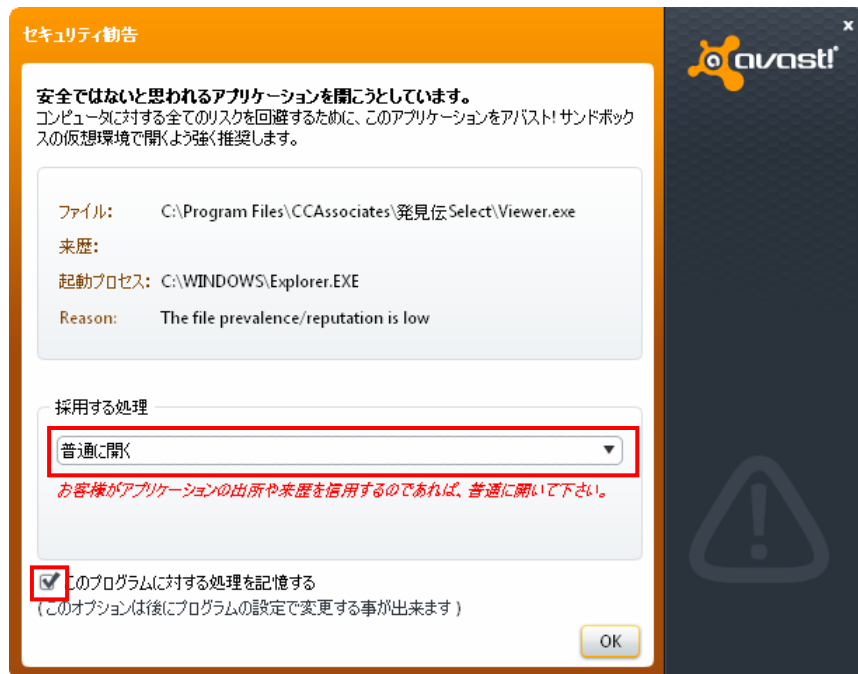 セキュリティ勧告
x
avast!
安全ではないと思われるアプリケーションを開こうとしています。
コンピュータに対する全てのリスクを回避するために、このアプリケーションをアバスト! サンドボック
スの仮想環境で開くよう強く推奨します。
ファイル: C:\Program Files\CCAssociates\発見伝Select\Viewer.exe
来歴:
起動プロセス: C:\WINDOWS\Explorer.EXE
Reason: The file prevalence/reputation is low
採用する処理
普通に開く
お客様がアプリケーションの出所や来歴を信用するのであれば、普通に開いて下さい。
このプログラムに対する処理を記憶する
(このオプションは後にプログラムの設定で変更する事が出来ます)
OK